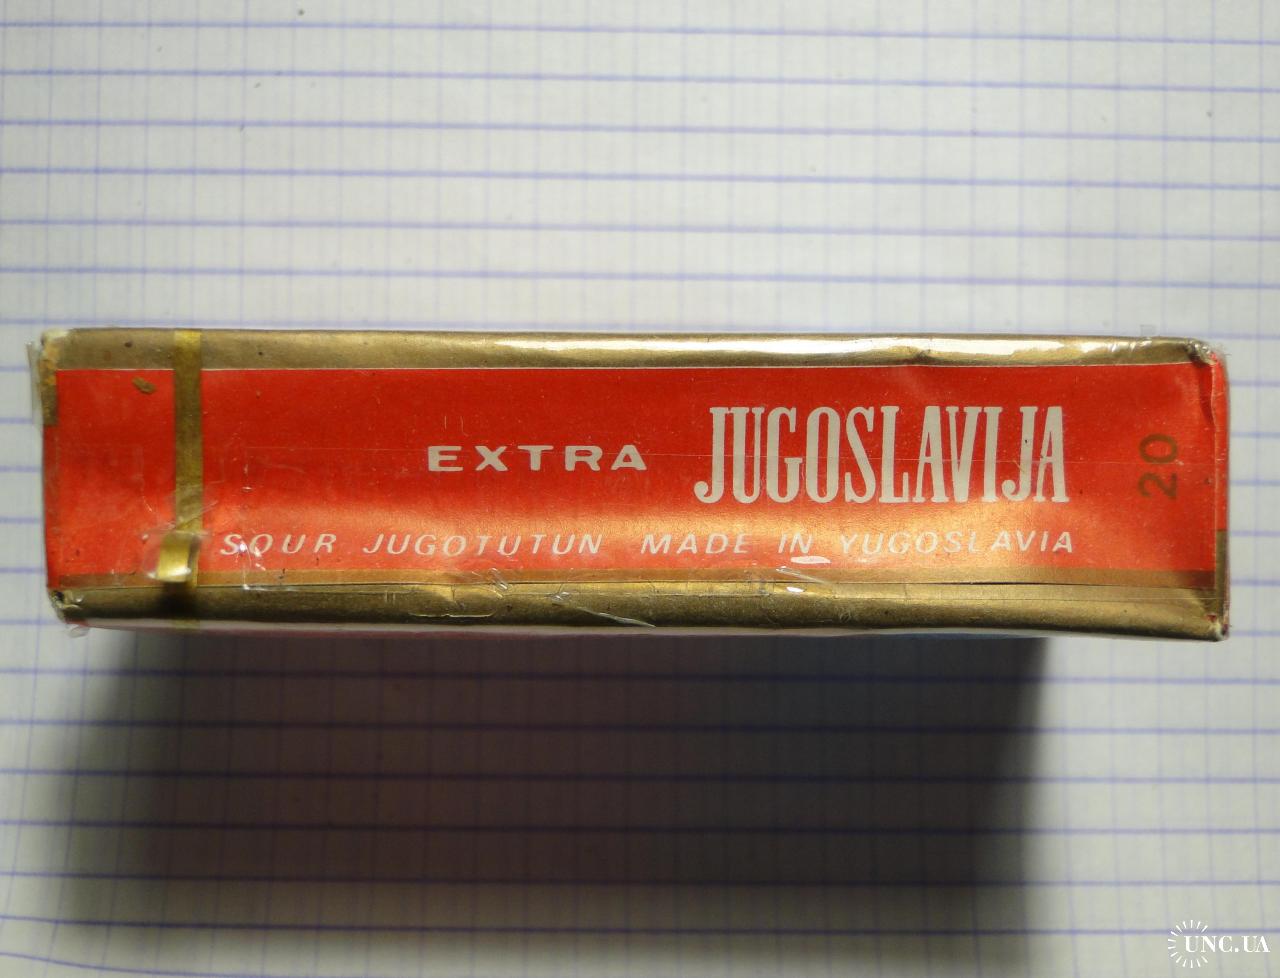 EXTRA JUGOSLAVIJA
20
SOUR JUGOTUTUN MADE IN YUGOSLAVIA
UNC.UA